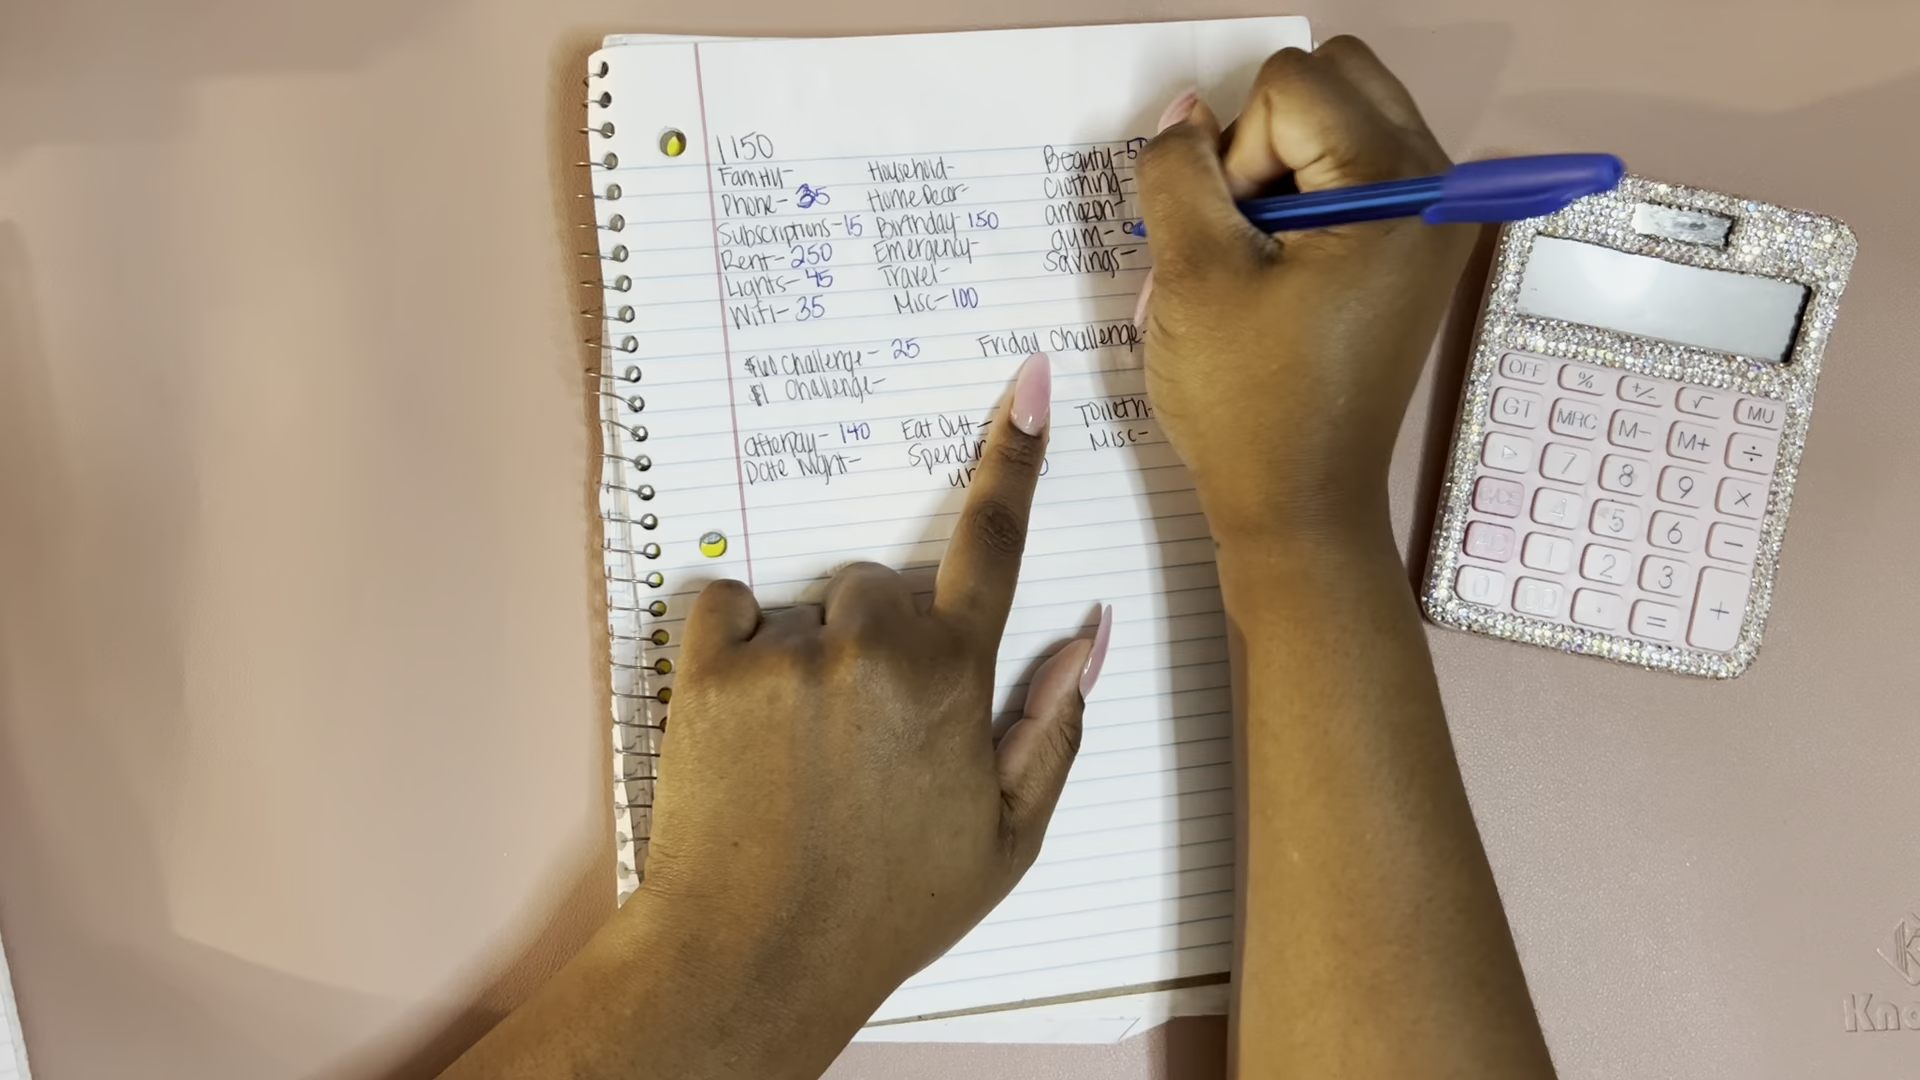 1150
Family-
Phone- 35
Subscriptions- 15
Rent- 250
Lights- 45
Wifi- 35
Household-
Home Decor-
Birthday 150
Emergency-
Travel-
Misc- 100
Beauty- 50
Clothing-
amazon-
gym-
Savings-
$100 Challenge- 25
$1 Challenge-
Friday Challenge-
afterpay- 140
Date Night-
Eat Out-
Misc-
OFF % +/- √ MU
GT MRC M- M+ ÷
▷ 7 8 9 ×
4 5 6 −
1 2 3 +
0 00 · =